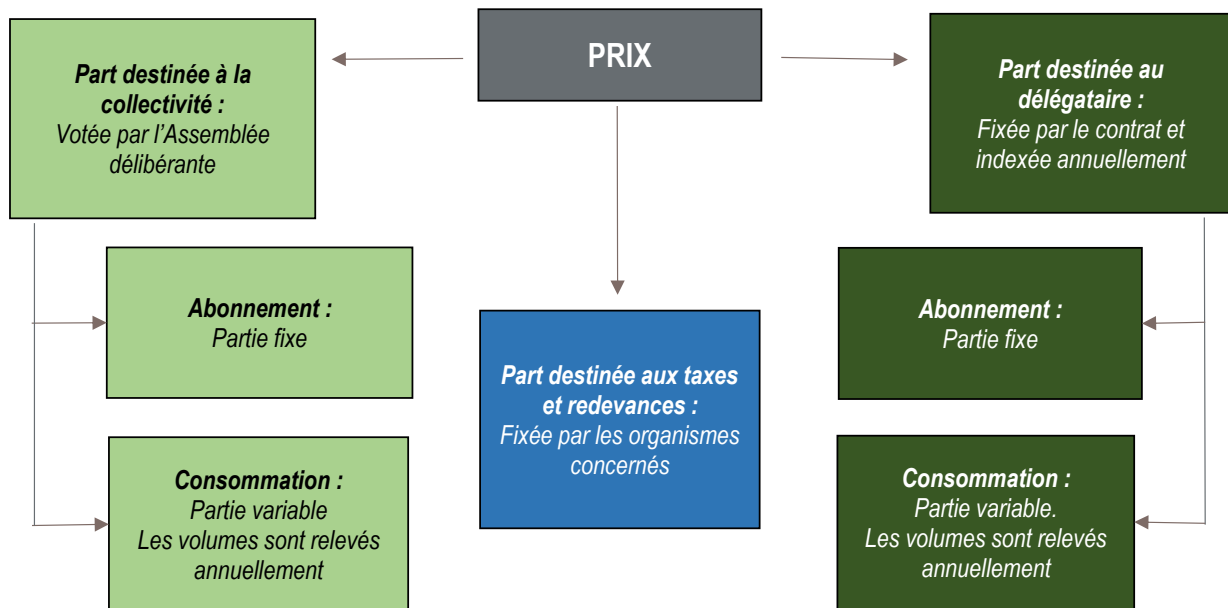 PRIX
Part destinée à la
collectivité :
Votée par l’Assemblée
délibérante
Abonnement :
Partie fixe
Consommation :
Partie variable
Les volumes sont relevés
annuellement
Part destinée aux taxes
et redevances :
Fixée par les organismes
concernés
Part destinée au
délégataire :
Fixée par le contrat et
indexée annuellement
Abonnement :
Partie fixe
Consommation :
Partie variable.
Les volumes sont relevés
annuellement